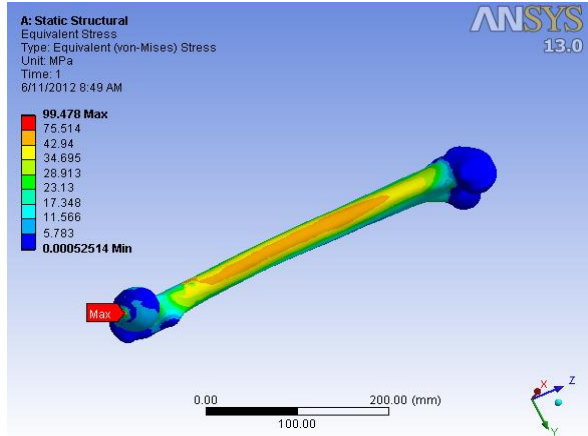 A: Static Structural
Equivalent Stress
Type: Equivalent (von-Mises) Stress
Unit: MPa
Time: 1
6/11/2012 8:49 AM
ANSYS
13.0
99.478 Max
75.514
42.94
34.695
28.913
23.13
17.348
11.566
5.783
0.00052514 Min
Max
0.00 200.00 (mm)
100.00
X
Z
Y